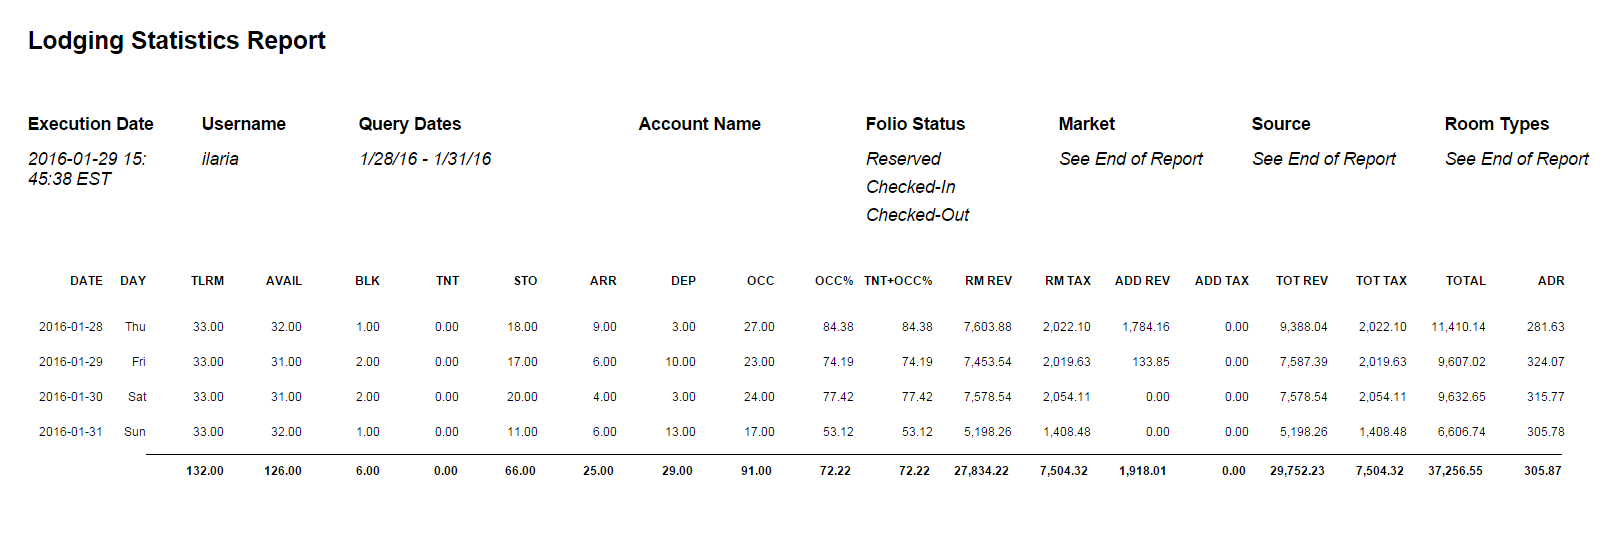 Lodging Statistics Report
Execution Date Username Query Dates Account Name Folio Status Market Source Room Types
2016-01-29 15: ilaria 1/28/16 - 1/31/16 Reserved See End of Report See End of Report See End of Report
45:38 EST
Checked-In
Checked-Out
DATE DAY TLRM AVAIL BLK TNT STO ARR DEP OCC OCC% TNT+OCC% RM REV RM TAX ADD REV ADD TAX TOT REV TOT TAX TOTAL ADR
2016-01-28 Thu 33.00 32.00 1.00 0.00 18.00 9.00 3.00 27.00 84.38 84.38 7,603.88 2,022.10 1,784.16 0.00 9,388.04 2,022.10 11,410.14 281.63
2016-01-29 Fri 33.00 31.00 2.00 0.00 17.00 6.00 10.00 23.00 74.19 74.19 7,453.54 2,019.63 133.85 0.00 7,587.39 2,019.63 9,607.02 324.07
2016-01-30 Sat 33.00 31.00 2.00 0.00 20.00 4.00 3.00 24.00 77.42 77.42 7,578.54 2,054.11 0.00 0.00 7,578.54 2,054.11 9,632.65 315.77
2016-01-31 Sun 33.00 32.00 1.00 0.00 11.00 6.00 13.00 17.00 53.12 53.12 5,198.26 1,408.48 0.00 0.00 5,198.26 1,408.48 6,606.74 305.78
132.00 126.00 6.00 0.00 66.00 25.00 29.00 91.00 72.22 72.22 27,834.22 7,504.32 1,918.01 0.00 29,752.23 7,504.32 37,256.55 305.87